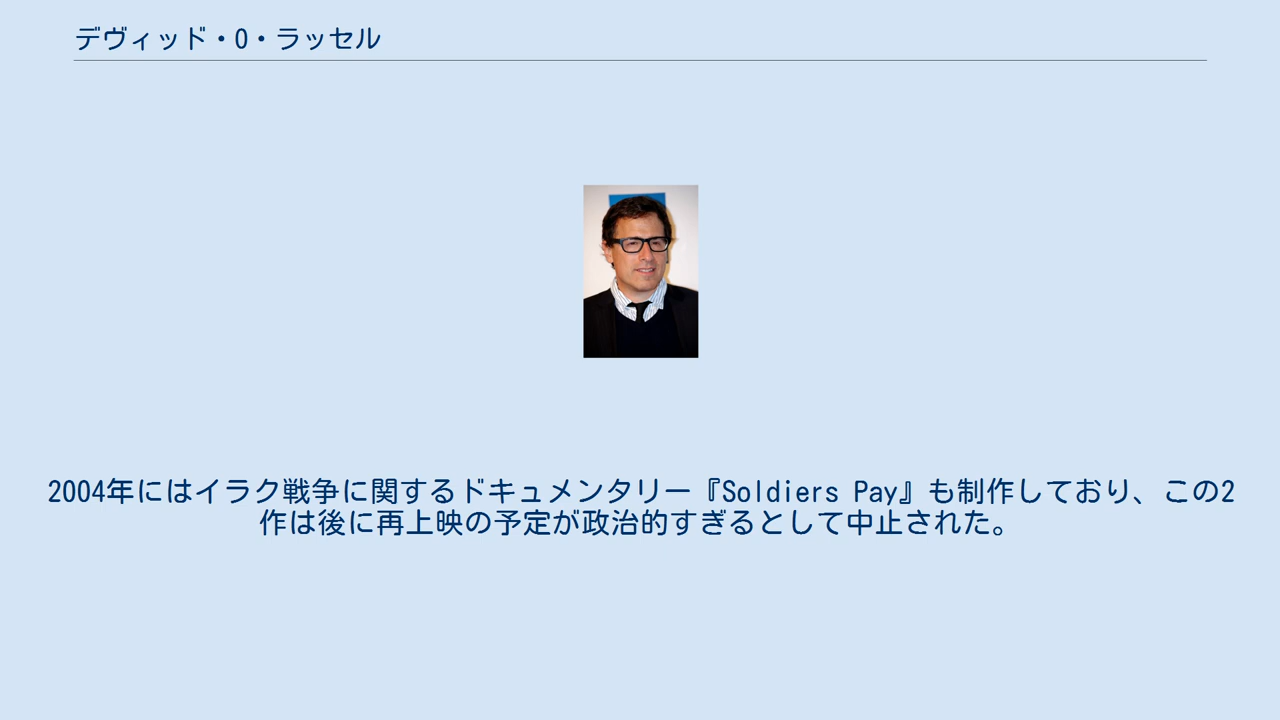 デヴィッド・O・ラッセル
2004年にはイラク戦争に関するドキュメンタリー『Soldiers Pay』も制作しており、この2
作は後に再上映の予定が政治的すぎるとして中止された。